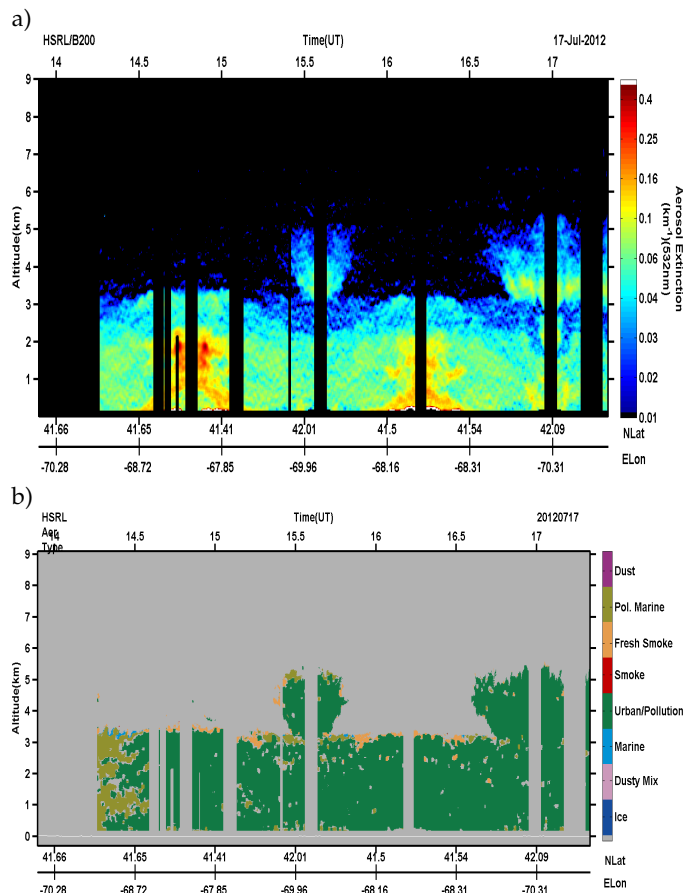 a)
HSRL/B200 Time(UT) 17-Jul-2012
14 14.5 15 15.5 16 16.5 17
9
8
7
6
5
4
3
2
1
Altitude(km)
0.4
0.25
0.16
0.1
0.06
0.04
0.03
0.02
0.01
Aerosol Extinction
(km-1)(532nm)
41.66 41.65 41.41 42.01 41.5 41.54 42.09 NLat
-70.28 -68.72 -67.85 -69.96 -68.16 -68.31 -70.31 ELon
b)
HSRL Time(UT) 20120717
Aer
Type
14 14.5 15 15.5 16 16.5 17
9
8
7
6
5
4
3
2
1
0
Altitude(km)
Dust
Pol. Marine
Fresh Smoke
Smoke
Urban/Pollution
Marine
Dusty Mix
Ice
41.66 41.65 41.41 42.01 41.5 41.54 42.09 NLat
-70.28 -68.72 -67.85 -69.96 -68.16 -68.31 -70.31 ELon